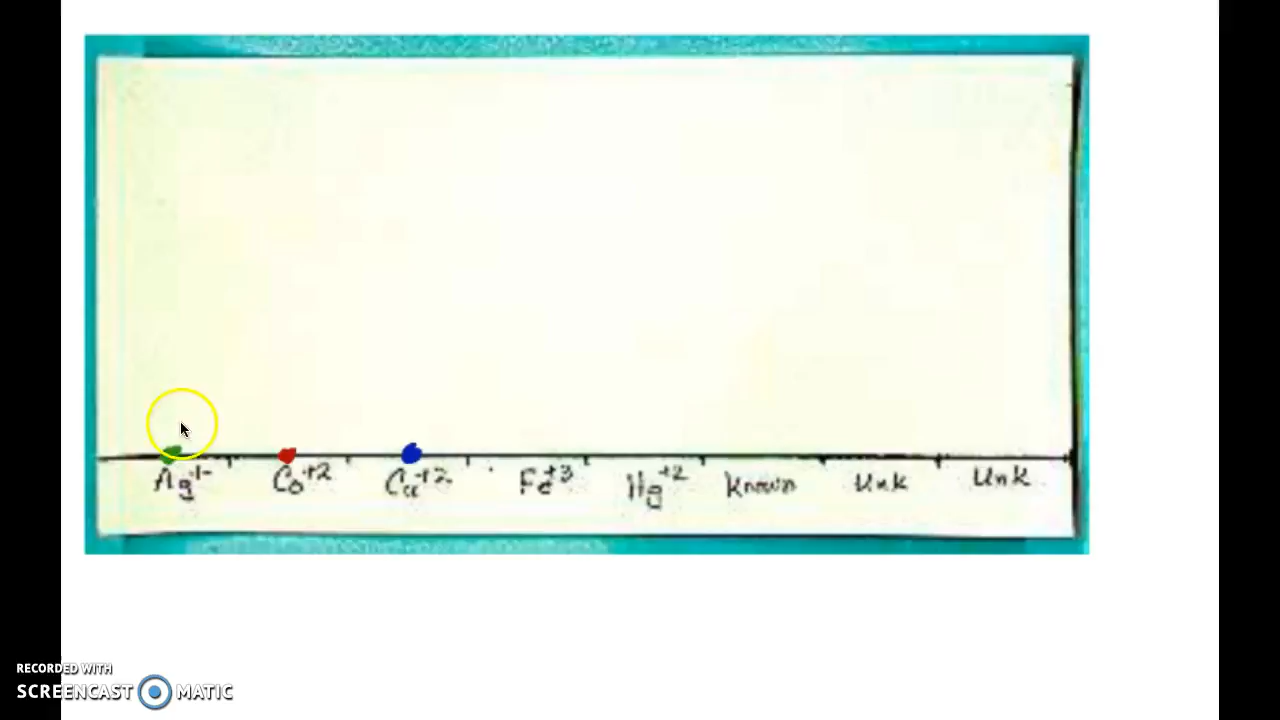 Ag+1 Co+2 Cu+2 Fe+3 Hg+2 Known Unk Unk
RECORDED WITH
SCREENCAST MATIC